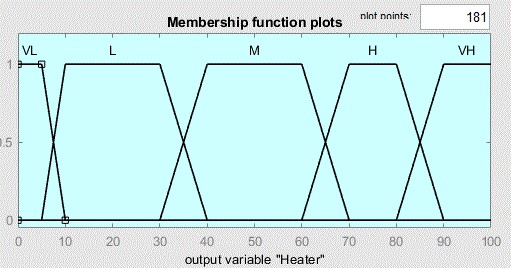 Membership function plots
plot points: 181
VL L M H VH
1
0.5
0
0 10 20 30 40 50 60 70 80 90 100
output variable "Heater"